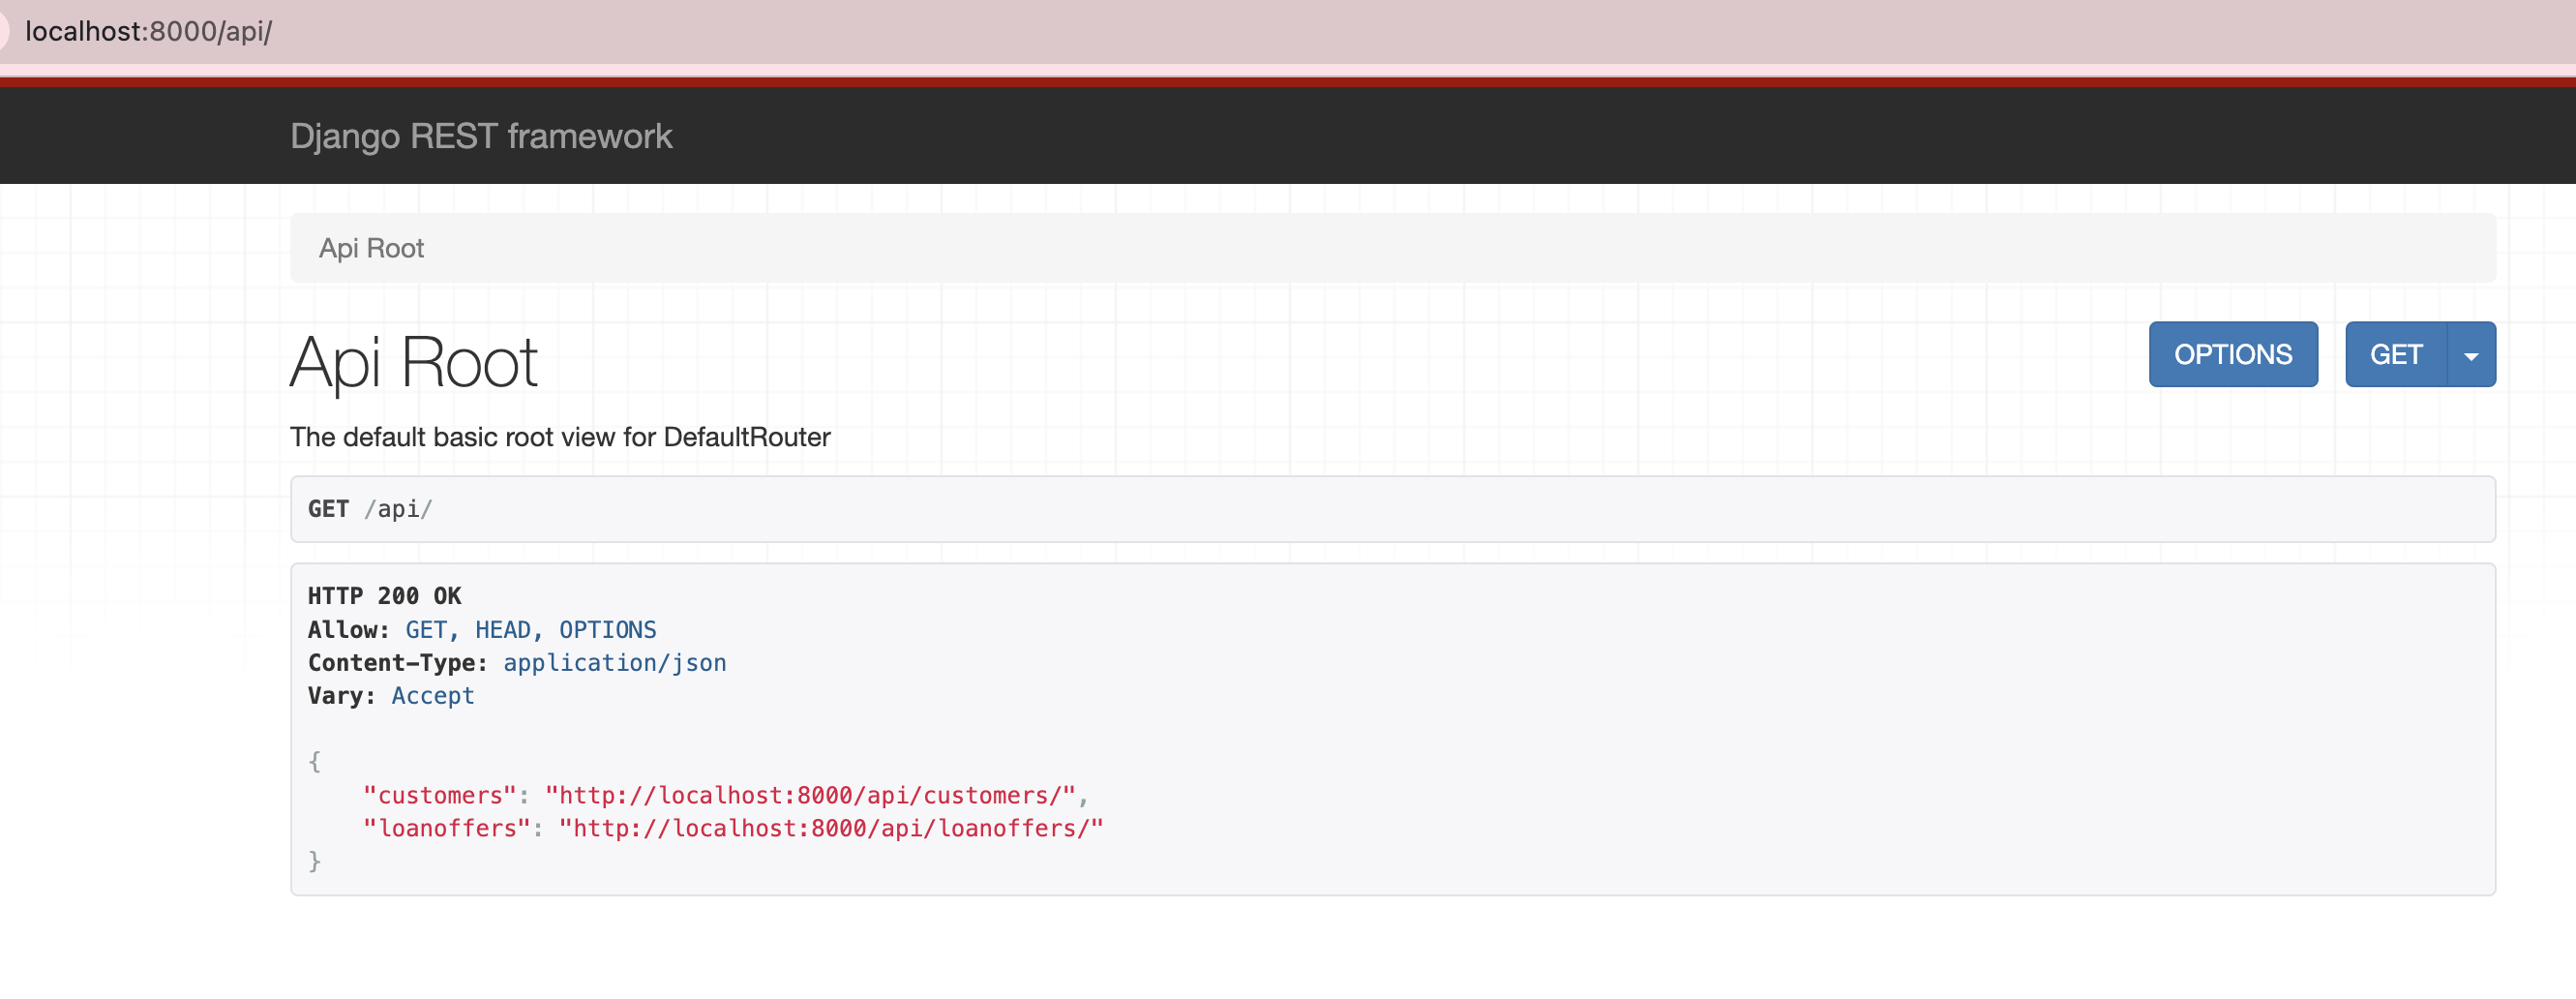 localhost:8000/api/
Django REST framework
Api Root
Api Root
OPTIONS
GET
The default basic root view for DefaultRouter
GET /api/
HTTP 200 OK
Allow: GET, HEAD, OPTIONS
Content-Type: application/json
Vary: Accept
{
    "customers": "http://localhost:8000/api/customers/",
    "loanoffers": "http://localhost:8000/api/loanoffers/"
}